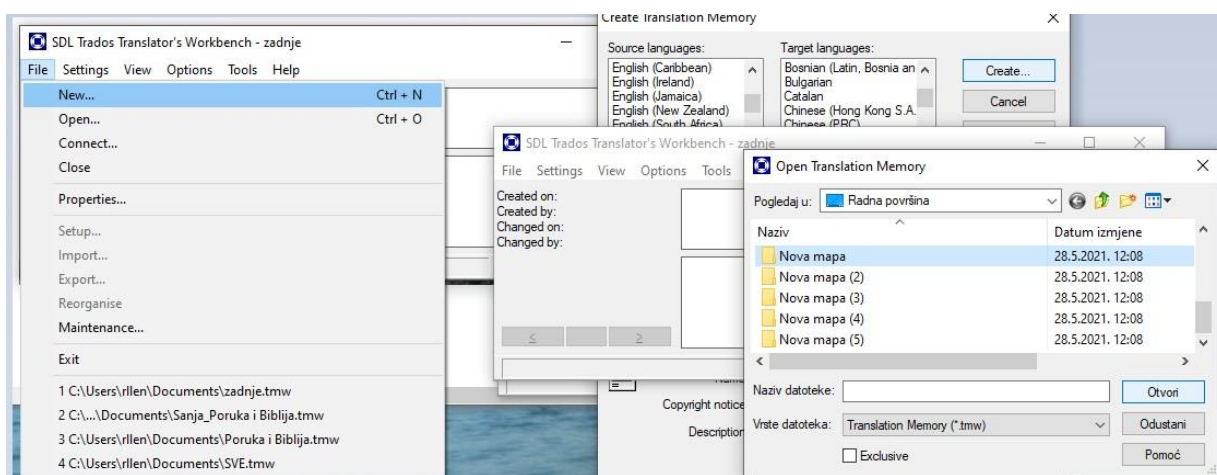 SDL Trados Translator's Workbench - zadnje
File Settings View Options Tools Help
New... Ctrl + N
Open... Ctrl + O
Connect...
Close
Properties...
Setup...
Import...
Export...
Reorganise
Maintenance...
Exit
1 C:\Users\rllen\Documents\zadnje.tmw
2 C:\...\Documents\Sanja_Poruka i Biblija.tmw
3 C:\Users\rllen\Documents\Poruka i Biblija.tmw
4 C:\Users\rllen\Documents\SVE.tmw
Create Translation Memory
Source languages: Target languages:
English (Caribbean) Bosnian (Latin, Bosnia an
English (Ireland) Bulgarian
English (Jamaica) Catalan
English (New Zealand) Chinese (Hong Kong S.A.
English (South Africa) Chinese (PRC)
Create...
Cancel
SDL Trados Translator's Workbench - zadnje
File Settings View Options Tools
Created on:
Created by:
Changed on:
Changed by:
< >
Copyright notice
Description
Open Translation Memory
Pogledaj u: Radna površina
Naziv Datum izmjene
Nova mapa 28.5.2021. 12:08
Nova mapa (2) 28.5.2021. 12:08
Nova mapa (3) 28.5.2021. 12:08
Nova mapa (4) 28.5.2021. 12:08
Nova mapa (5) 28.5.2021. 12:08
Naziv datoteke: Otvori
Vrste datoteka: Translation Memory (*.tmw) Odustani
Exclusive Pomoć